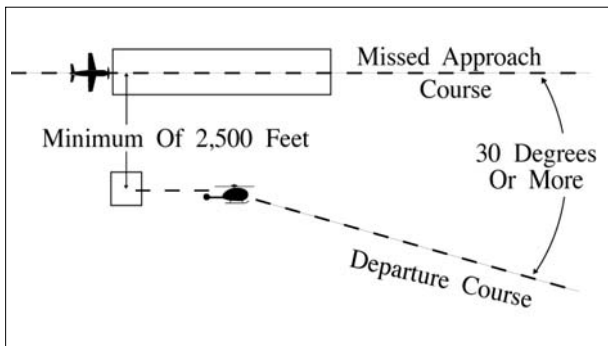 Missed Approach
Course
Minimum Of 2,500 Feet
30 Degrees
Or More
Departure Course